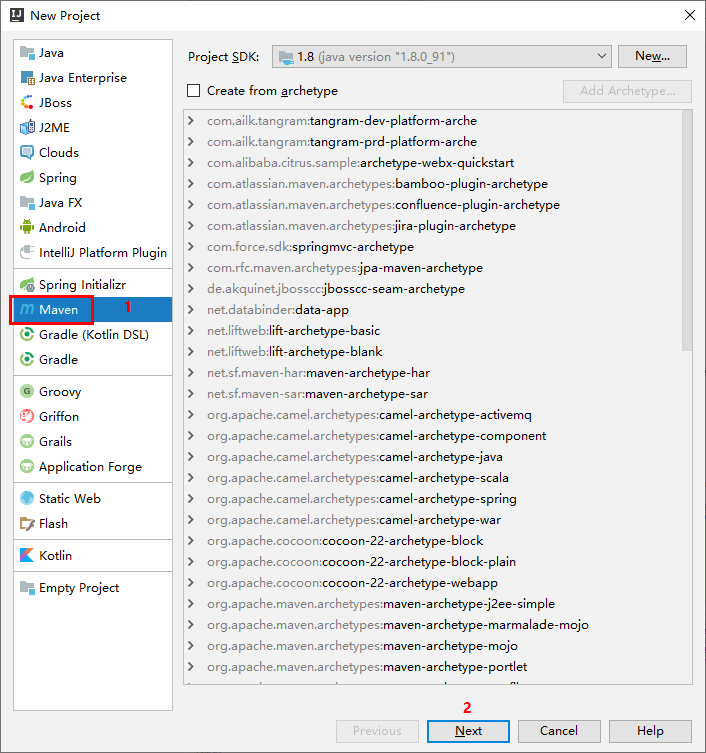 New Project
Java
Java Enterprise
JBoss
J2ME
Clouds
Spring
Java FX
Android
IntelliJ Platform Plugin
Spring Initializr
Maven 1
Gradle (Kotlin DSL)
Gradle
Groovy
Griffon
Grails
Application Forge
Static Web
Flash
Kotlin
Empty Project
Project SDK: 1.8 (java version "1.8.0_91") New...
Create from archetype Add Archetype...
com.ailk.tangram:tangram-dev-platform-arche
com.ailk.tangram:tangram-prd-platform-arche
com.alibaba.citrus.sample:archetype-webx-quickstart
com.atlassian.maven.archetypes:bamboo-plugin-archetype
com.atlassian.maven.archetypes:confluence-plugin-archetype
com.atlassian.maven.archetypes:jira-plugin-archetype
com.force.sdk:springmvc-archetype
com.rfc.maven.archetypes:jpa-maven-archetype
de.akquinet.jbosscc:jbosscc-seam-archetype
net.databinder:data-app
net.liftweb:lift-archetype-basic
net.liftweb:lift-archetype-blank
net.sf.maven-har:maven-archetype-har
net.sf.maven-sar:maven-archetype-sar
org.apache.camel.archetypes:camel-archetype-activemq
org.apache.camel.archetypes:camel-archetype-component
org.apache.camel.archetypes:camel-archetype-java
org.apache.camel.archetypes:camel-archetype-scala
org.apache.camel.archetypes:camel-archetype-spring
org.apache.camel.archetypes:camel-archetype-war
org.apache.cocoon:cocoon-22-archetype-block
org.apache.cocoon:cocoon-22-archetype-block-plain
org.apache.cocoon:cocoon-22-archetype-webapp
org.apache.maven.archetypes:maven-archetype-j2ee-simple
org.apache.maven.archetypes:maven-archetype-marmalade-mojo
org.apache.maven.archetypes:maven-archetype-mojo
org.apache.maven.archetypes:maven-archetype-portlet
2
Previous Next Cancel Help